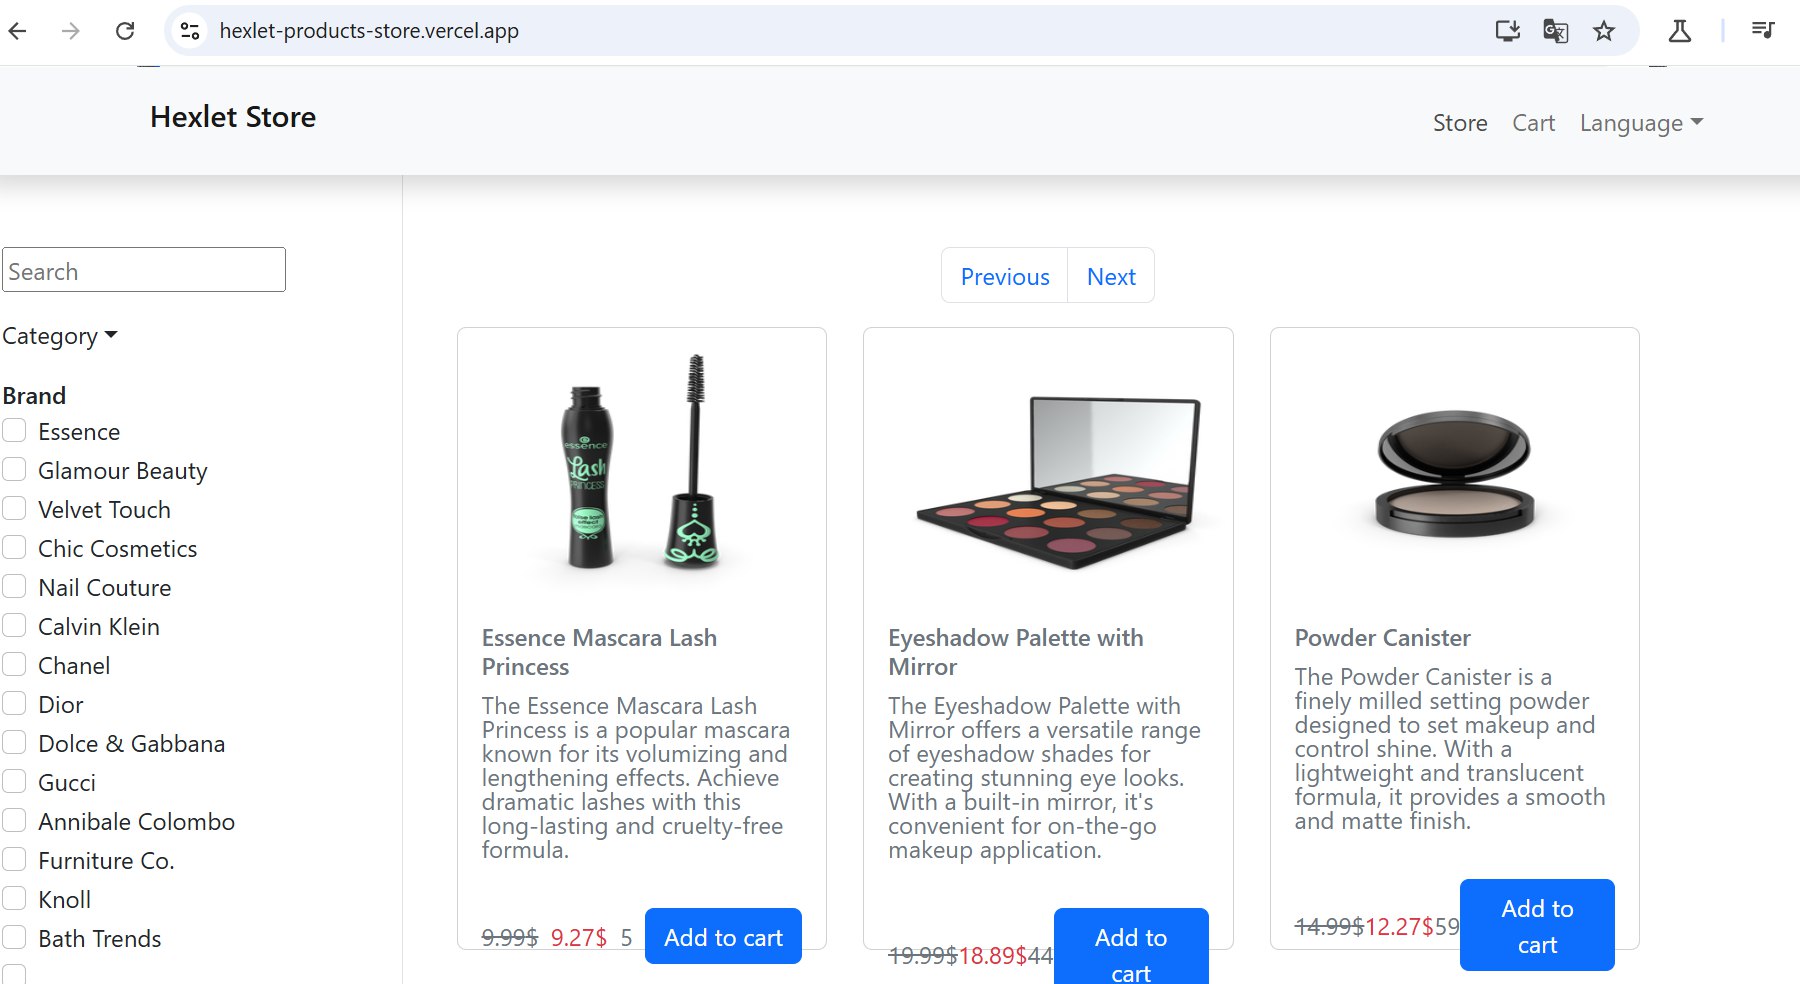 hexlet-products-store.vercel.app
Hexlet Store
Store Cart Language
Search
Category
Brand
Essence
Glamour Beauty
Velvet Touch
Chic Cosmetics
Nail Couture
Calvin Klein
Chanel
Dior
Dolce & Gabbana
Gucci
Annibale Colombo
Furniture Co.
Knoll
Bath Trends
Previous Next
essence
Lash
PRINCESS
false lash
effect
Essence Mascara Lash
Princess
The Essence Mascara Lash
Princess is a popular mascara
known for its volumizing and
lengthening effects. Achieve
dramatic lashes with this
long-lasting and cruelty-free
formula.
9.99$ 9.27$ 5 Add to cart
Eyeshadow Palette with
Mirror
The Eyeshadow Palette with
Mirror offers a versatile range
of eyeshadow shades for
creating stunning eye looks.
With a built-in mirror, it's
convenient for on-the-go
makeup application.
19.99$18.89$44 Add to
cart
Powder Canister
The Powder Canister is a
finely milled setting powder
designed to set makeup and
control shine. With a
lightweight and translucent
formula, it provides a smooth
and matte finish.
14.99$12.27$59 Add to
cart